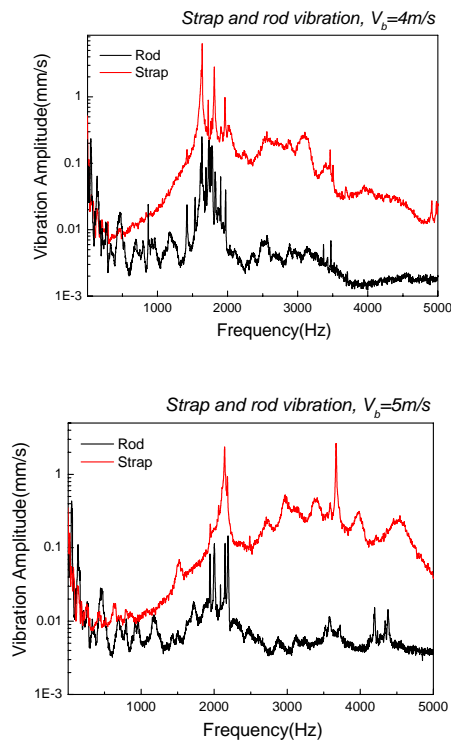 Strap and rod vibration, V_b=4m/s
Rod
Strap
Vibration Amplitude(mm/s)
1
0.1
0.01
1E-3
1000 2000 3000 4000 5000
Frequency(Hz)
Strap and rod vibration, V_b=5m/s
Rod
Strap
Vibration Amplitude(mm/s)
1
0.1
0.01
1E-3
1000 2000 3000 4000 5000
Frequency(Hz)